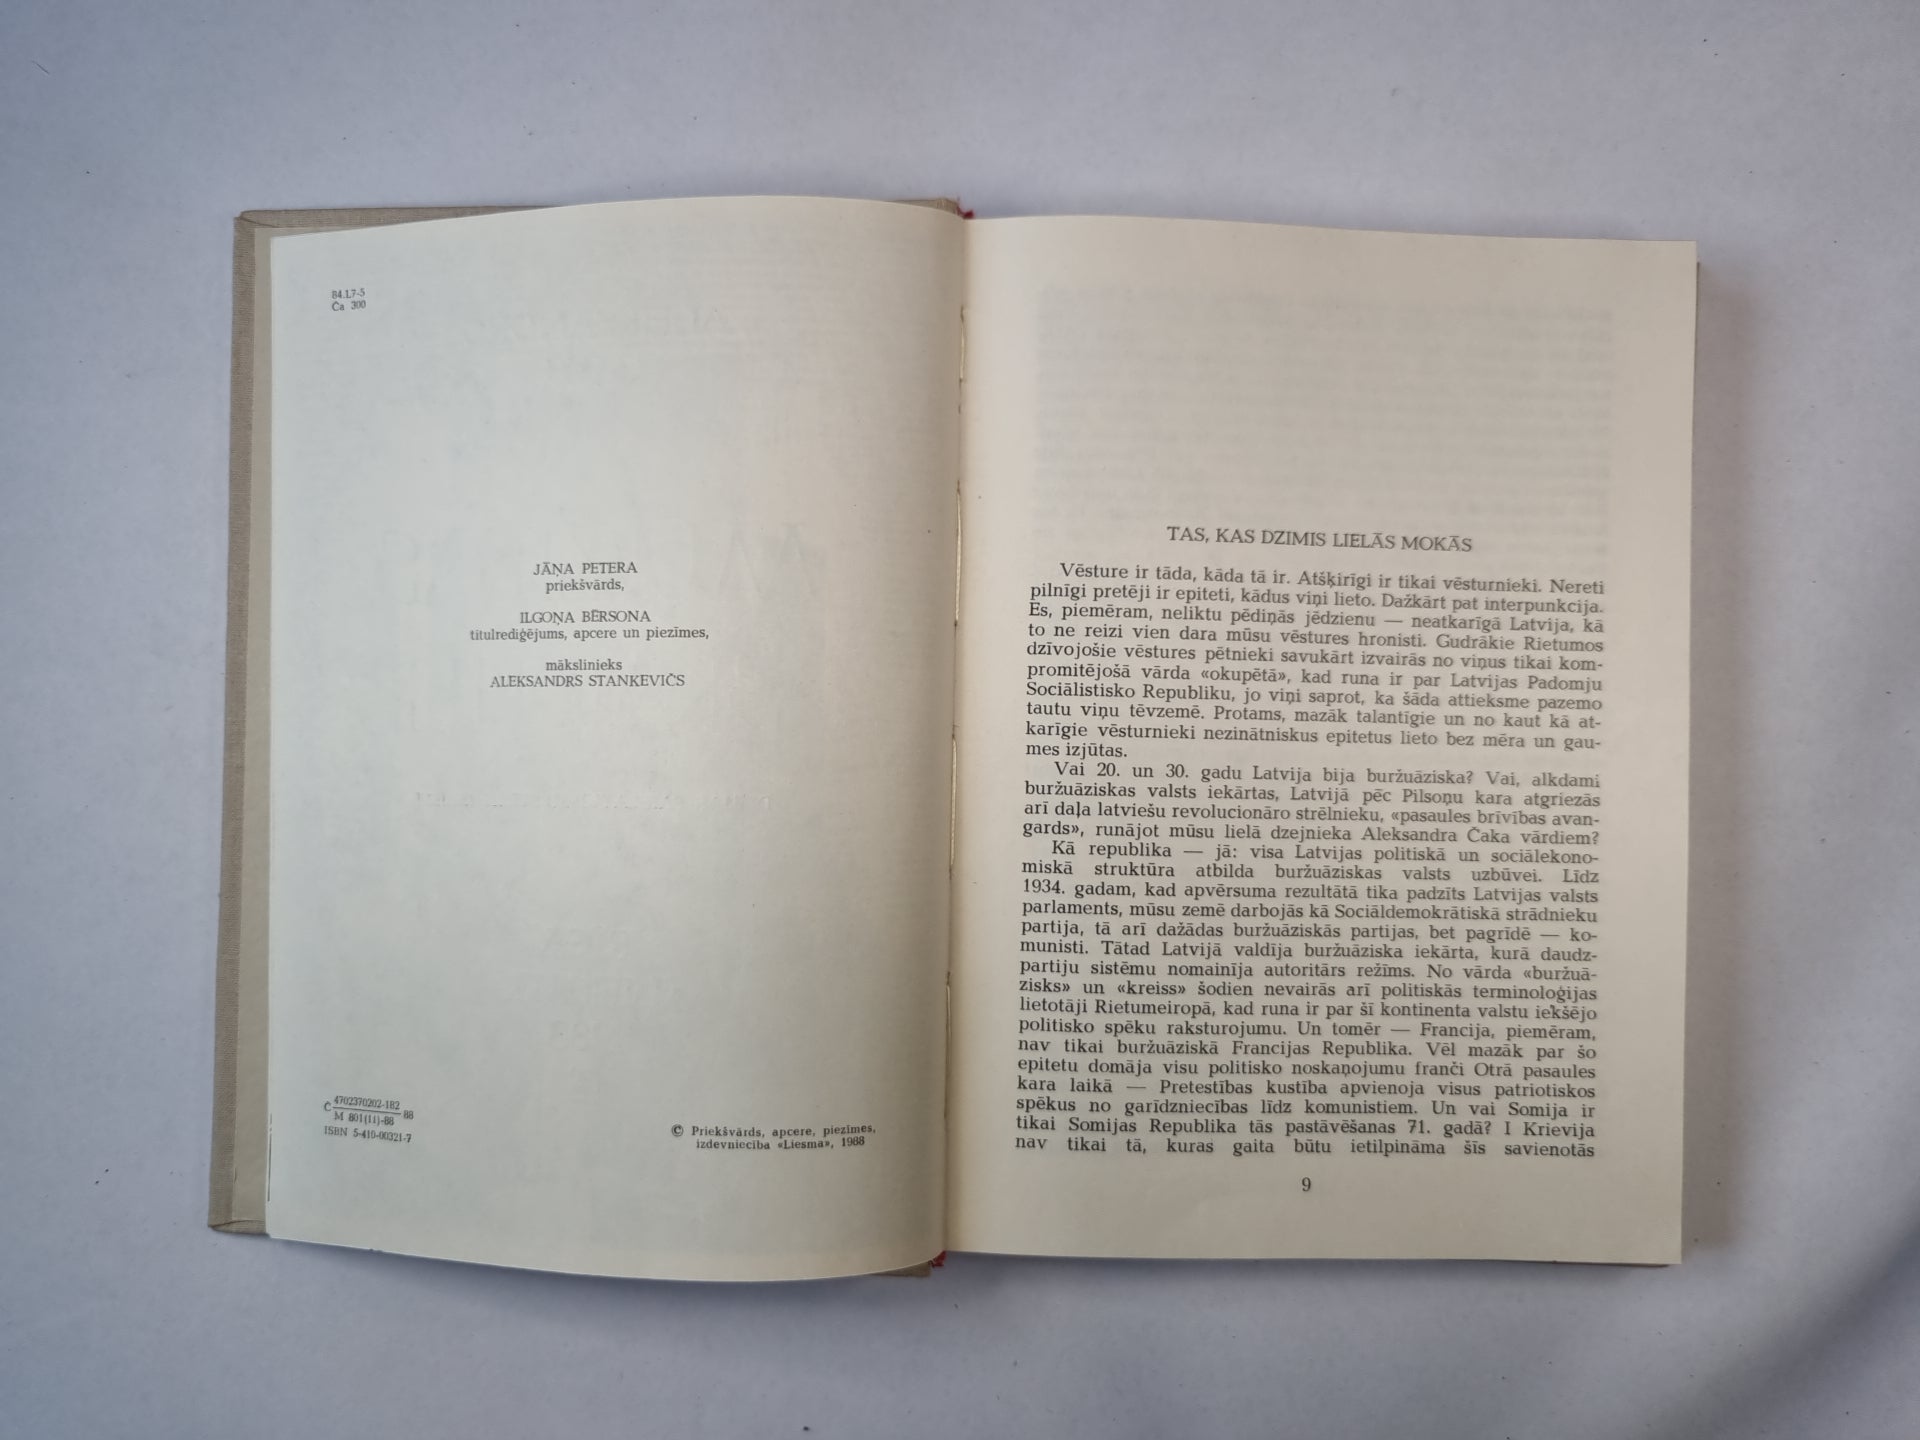 84.L7-5
Ča 300
JĀŅA PETERA
priekšvārds,
ILGOŅA BĒRSONA
titulrediģējums, apcere un piezīmes,
mākslinieks
ALEKSANDRS STANKEVIČS
Č 4702370202-182 88
M 801(11)-88
ISBN 5-410-00321-7
© Priekšvārds, apcere, piezīmes,
izdevniecība «Liesma», 1988
TAS, KAS DZIMIS LIELĀS MOKĀS
Vēsture ir tāda, kāda tā ir. Atšķirīgi ir tikai vēsturnieki. Nereti
pilnīgi pretēji ir epiteti, kādus viņi lieto. Dažkārt pat interpunkcija.
Es, piemēram, neliktu pēdiņās jēdzienu — neatkarīgā Latvija, kā
to ne reizi vien dara mūsu vēstures hronisti. Gudrākie Rietumos
dzīvojošie vēstures pētnieki savukārt izvairās no viņus tikai kom-
promitējošā vārda «okupētā», kad runa ir par Latvijas Padomju
Sociālistisko Republiku, jo viņi saprot, ka šāda attieksme pazemo
tautu viņu tēvzemē. Protams, mazāk talantīgie un no kaut kā at-
karīgie vēsturnieki nezinātniskus epitetus lieto bez mēra un gau-
mes izjūtas.
Vai 20. un 30. gadu Latvija bija buržuāziska? Vai, alkdami
buržuāziskas valsts iekārtas, Latvijā pēc Pilsoņu kara atgriezās
arī daļa latviešu revolucionāro strēlnieku, «pasaules brīvības avan-
gards», runājot mūsu lielā dzejnieka Aleksandra Čaka vārdiem?
Kā republika — jā: visa Latvijas politiskā un sociālekono-
miskā struktūra atbilda buržuāziskas valsts uzbūvei. Līdz
1934. gadam, kad apvērsuma rezultātā tika padzīts Latvijas valsts
parlaments, mūsu zemē darbojās kā Sociāldemokrātiskā strādnieku
partija, tā arī dažādas buržuāziskās partijas, bet pagrīdē — ko-
munisti. Tātad Latvijā valdīja buržuāziska iekārta, kurā daudz-
partiju sistēmu nomainīja autoritārs režīms. No vārda «buržuā-
zisks» un «kreiss» šodien nevairās arī politiskās terminoloģijas
lietotāji Rietumeiropā, kad runa ir par šī kontinenta valstu iekšējo
politisko spēku raksturojumu. Un tomēr — Francija, piemēram,
nav tikai buržuāziskā Francijas Republika. Vēl mazāk par šo
epitetu domāja visu politisko noskaņojumu franči Otrā pasaules
kara laikā — Pretestības kustība apvienoja visus patriotiskos
spēkus no garīdzniecības līdz komunistiem. Un vai Somija ir
tikai Somijas Republika tās pastāvēšanas 71. gadā? I Krievija
nav tikai tā, kuras gaita būtu ietilpināma šīs savienotās
9